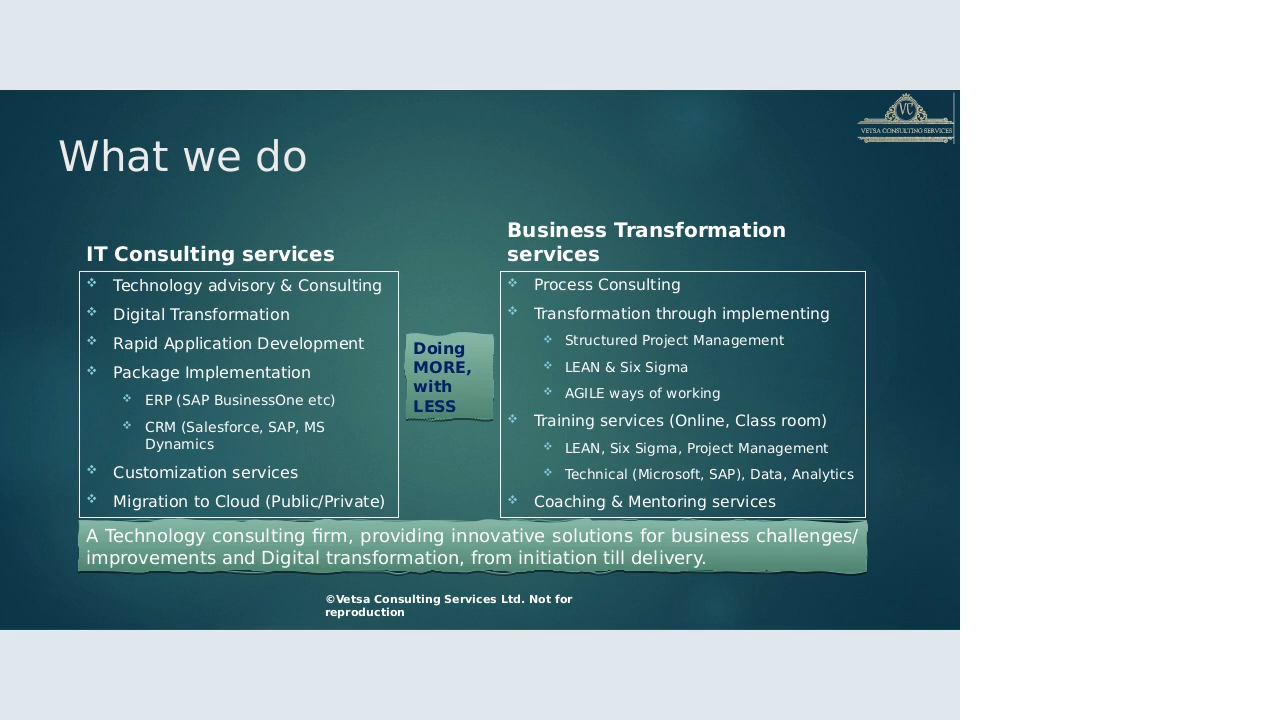 VC
VETSA CONSULTING SERVICES
What we do
IT Consulting services
Technology advisory & Consulting
Digital Transformation
Rapid Application Development
Package Implementation
ERP (SAP BusinessOne etc)
CRM (Salesforce, SAP, MS
Dynamics
Customization services
Migration to Cloud (Public/Private)
Doing
MORE,
with
LESS
Business Transformation
services
Process Consulting
Transformation through implementing
Structured Project Management
LEAN & Six Sigma
AGILE ways of working
Training services (Online, Class room)
LEAN, Six Sigma, Project Management
Technical (Microsoft, SAP), Data, Analytics
Coaching & Mentoring services
A Technology consulting firm, providing innovative solutions for business challenges/
improvements and Digital transformation, from initiation till delivery.
©Vetsa Consulting Services Ltd. Not for
reproduction